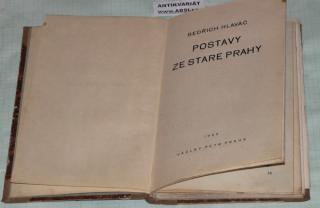 ANTIKVARIÁT
BEDŘICH HLAVÁČ
POSTAVY
ZE STARÉ PRAHY
VÁCLAV PETR PRAHA